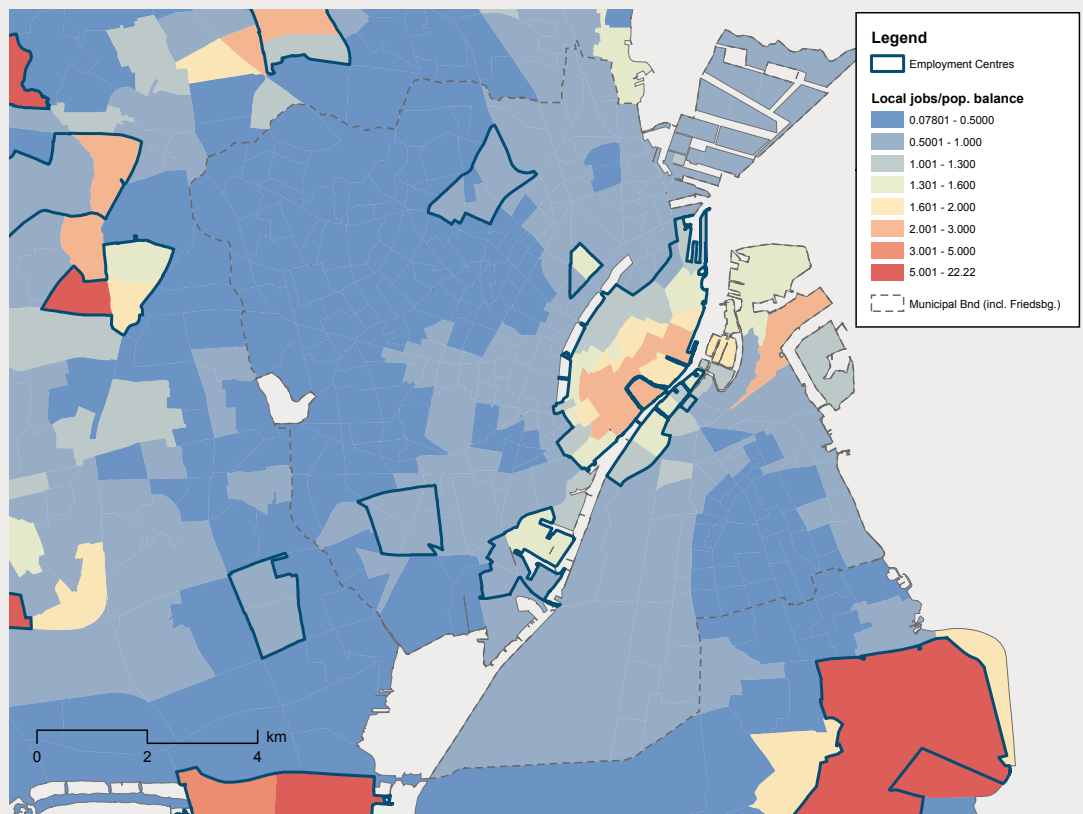 Legend
Employment Centres
Local jobs/pop. balance
0.07801 - 0.5000
0.5001 - 1.000
1.001 - 1.300
1.301 - 1.600
1.601 - 2.000
2.001 - 3.000
3.001 - 5.000
5.001 - 22.22
Municipal Bnd (incl. Friedsbg.)
km
0 2 4